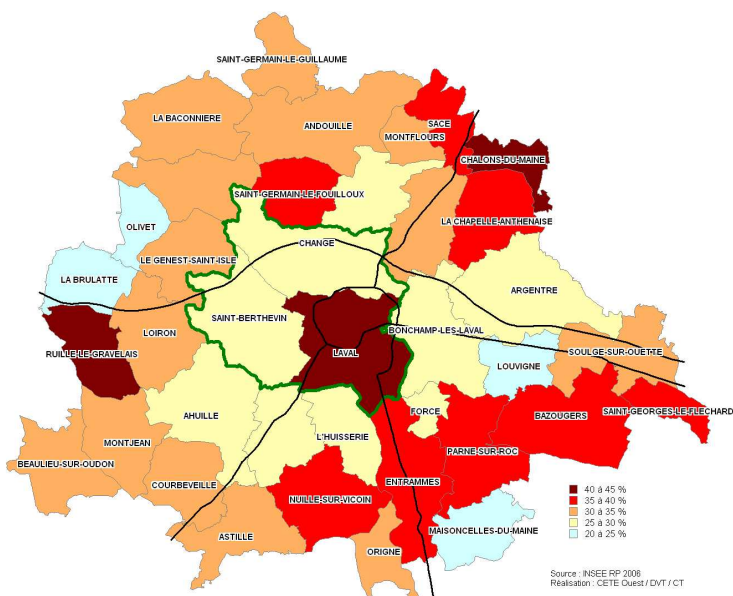 SAINT-GERMAIN-LE-GUILLAUME
LA BACONNIERE
ANDOUILLE
SACE
MONTFLOURS
CHALONS-DU-MAINE
SAINT-GERMAIN-LE-FOUILLOUX
LA CHAPELLE-ANTHENAISE
OLIVET
CHANGE
LE GENEST-SAINT-ISLE
LA BRULATTE
ARGENTRE
SAINT-BERTHEVIN
LOIRON
BONCHAMP-LES-LAVAL
RUILLE-LE-GRAVELAIS
LAVAL
SOULGE-SUR-OUETTE
LOUVIGNE
AHUILLE
FORCE
BAZOUGERS
SAINT-GEORGES-LE-FLECHARD
L'HUISSERIE
MONTJEAN
PARNE-SUR-ROC
BEAULIEU-SUR-OUDON
COURBEVEILLE
ENTRAMMES
NUILLE-SUR-VICOIN
MAISONCELLES-DU-MAINE
ASTILLE
ORIGNE
40 à 45 %
35 à 40 %
30 à 35 %
25 à 30 %
20 à 25 %
Source : INSEE RP 2006
Réalisation : CETE Ouest / DVT / CT